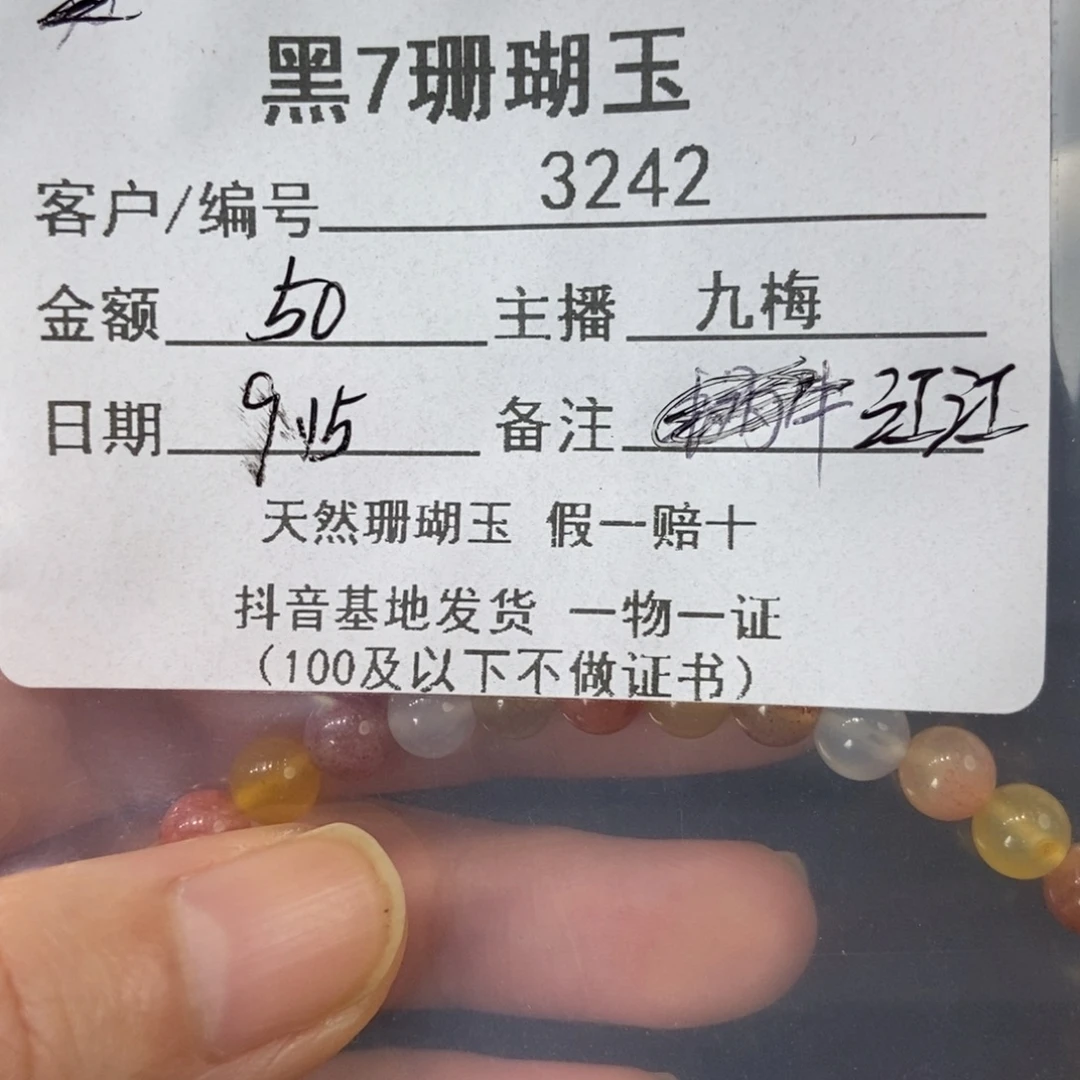 黑7珊瑚玉
客户/编号 3242
金额 50 主播 九梅
日期 9.15 备注 江江
天然珊瑚玉 假一赔十
抖音基地发货 一物一证
(100及以下不做证书)